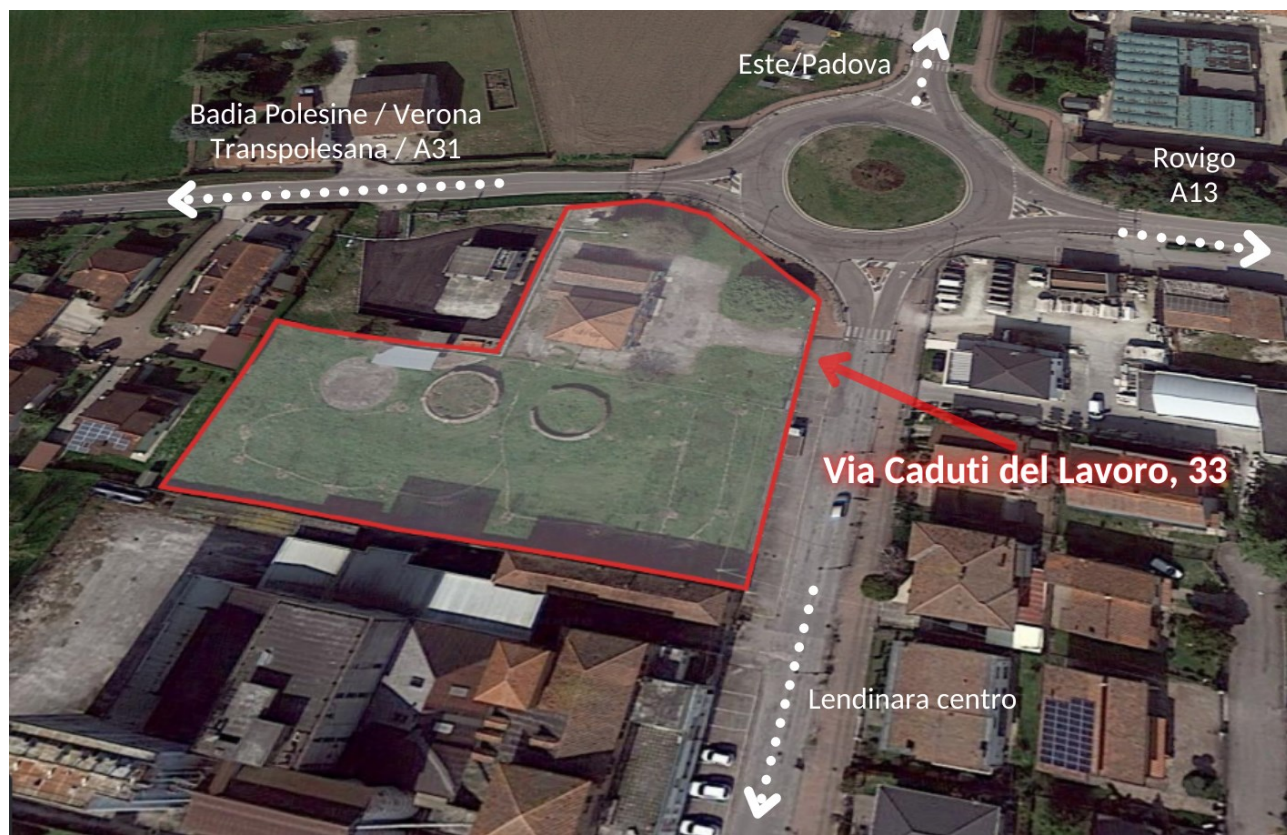 Este/Padova
Badia Polesine / Verona
Transpolesana / A31
Rovigo
A13
Via Caduti del Lavoro, 33
Lendinara centro